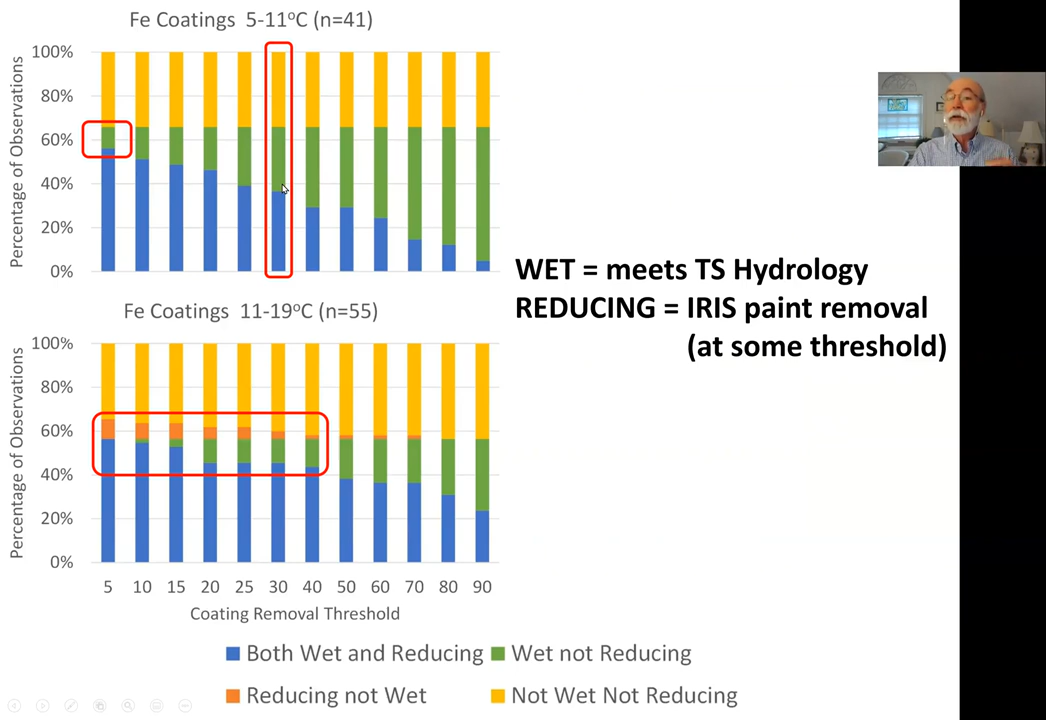 Fe Coatings 5-11°C (n=41)
100%
80%
60%
40%
20%
0%
Percentage of Observations
WET = meets TS Hydrology
REDUCING = IRIS paint removal
(at some threshold)
Fe Coatings 11-19°C (n=55)
100%
80%
60%
40%
20%
0%
Percentage of Observations
5 10 15 20 25 30 40 50 60 70 80 90
Coating Removal Threshold
Both Wet and Reducing Wet not Reducing
Reducing not Wet Not Wet Not Reducing